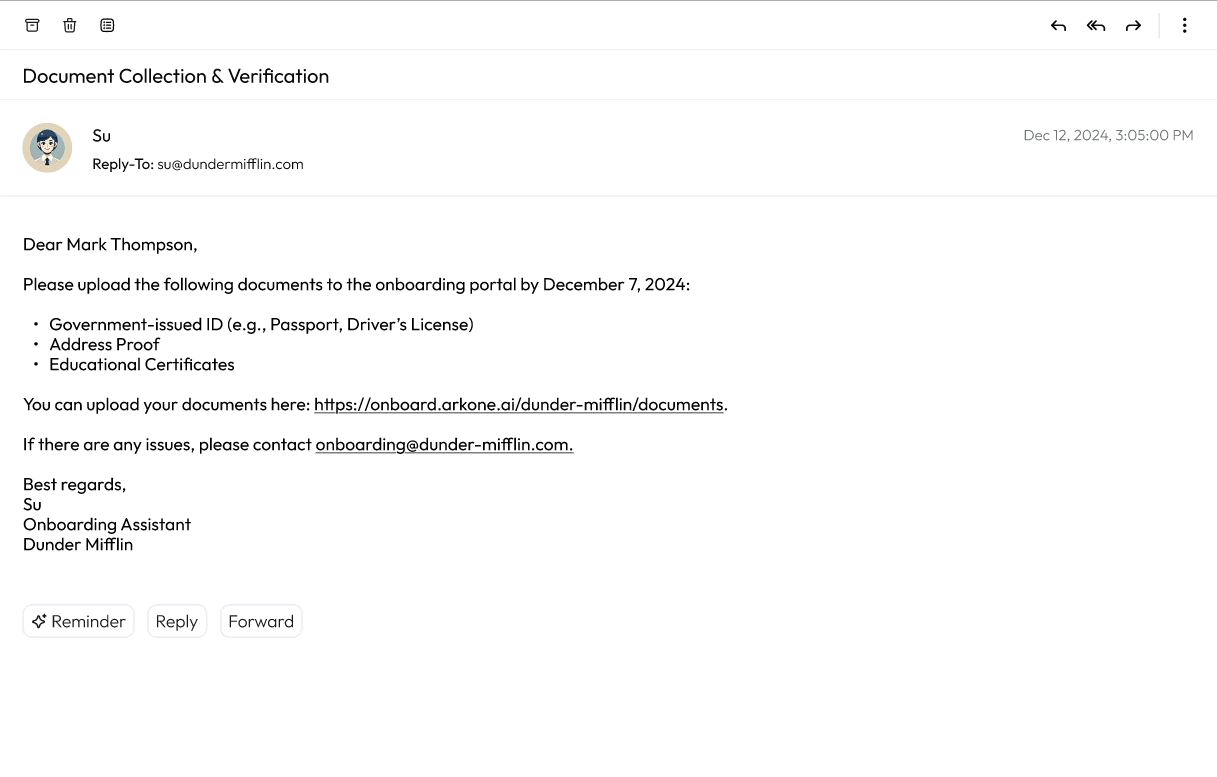 Document Collection & Verification
Su
Dec 12, 2024, 3:05:00 PM
Reply-To: su@dundermifflin.com
Dear Mark Thompson,
Please upload the following documents to the onboarding portal by December 7, 2024:
• Government-issued ID (e.g., Passport, Driver’s License)
• Address Proof
• Educational Certificates
You can upload your documents here: https://onboard.arkone.ai/dunder-mifflin/documents.
If there are any issues, please contact onboarding@dunder-mifflin.com.
Best regards,
Su
Onboarding Assistant
Dunder Mifflin
Reminder Reply Forward